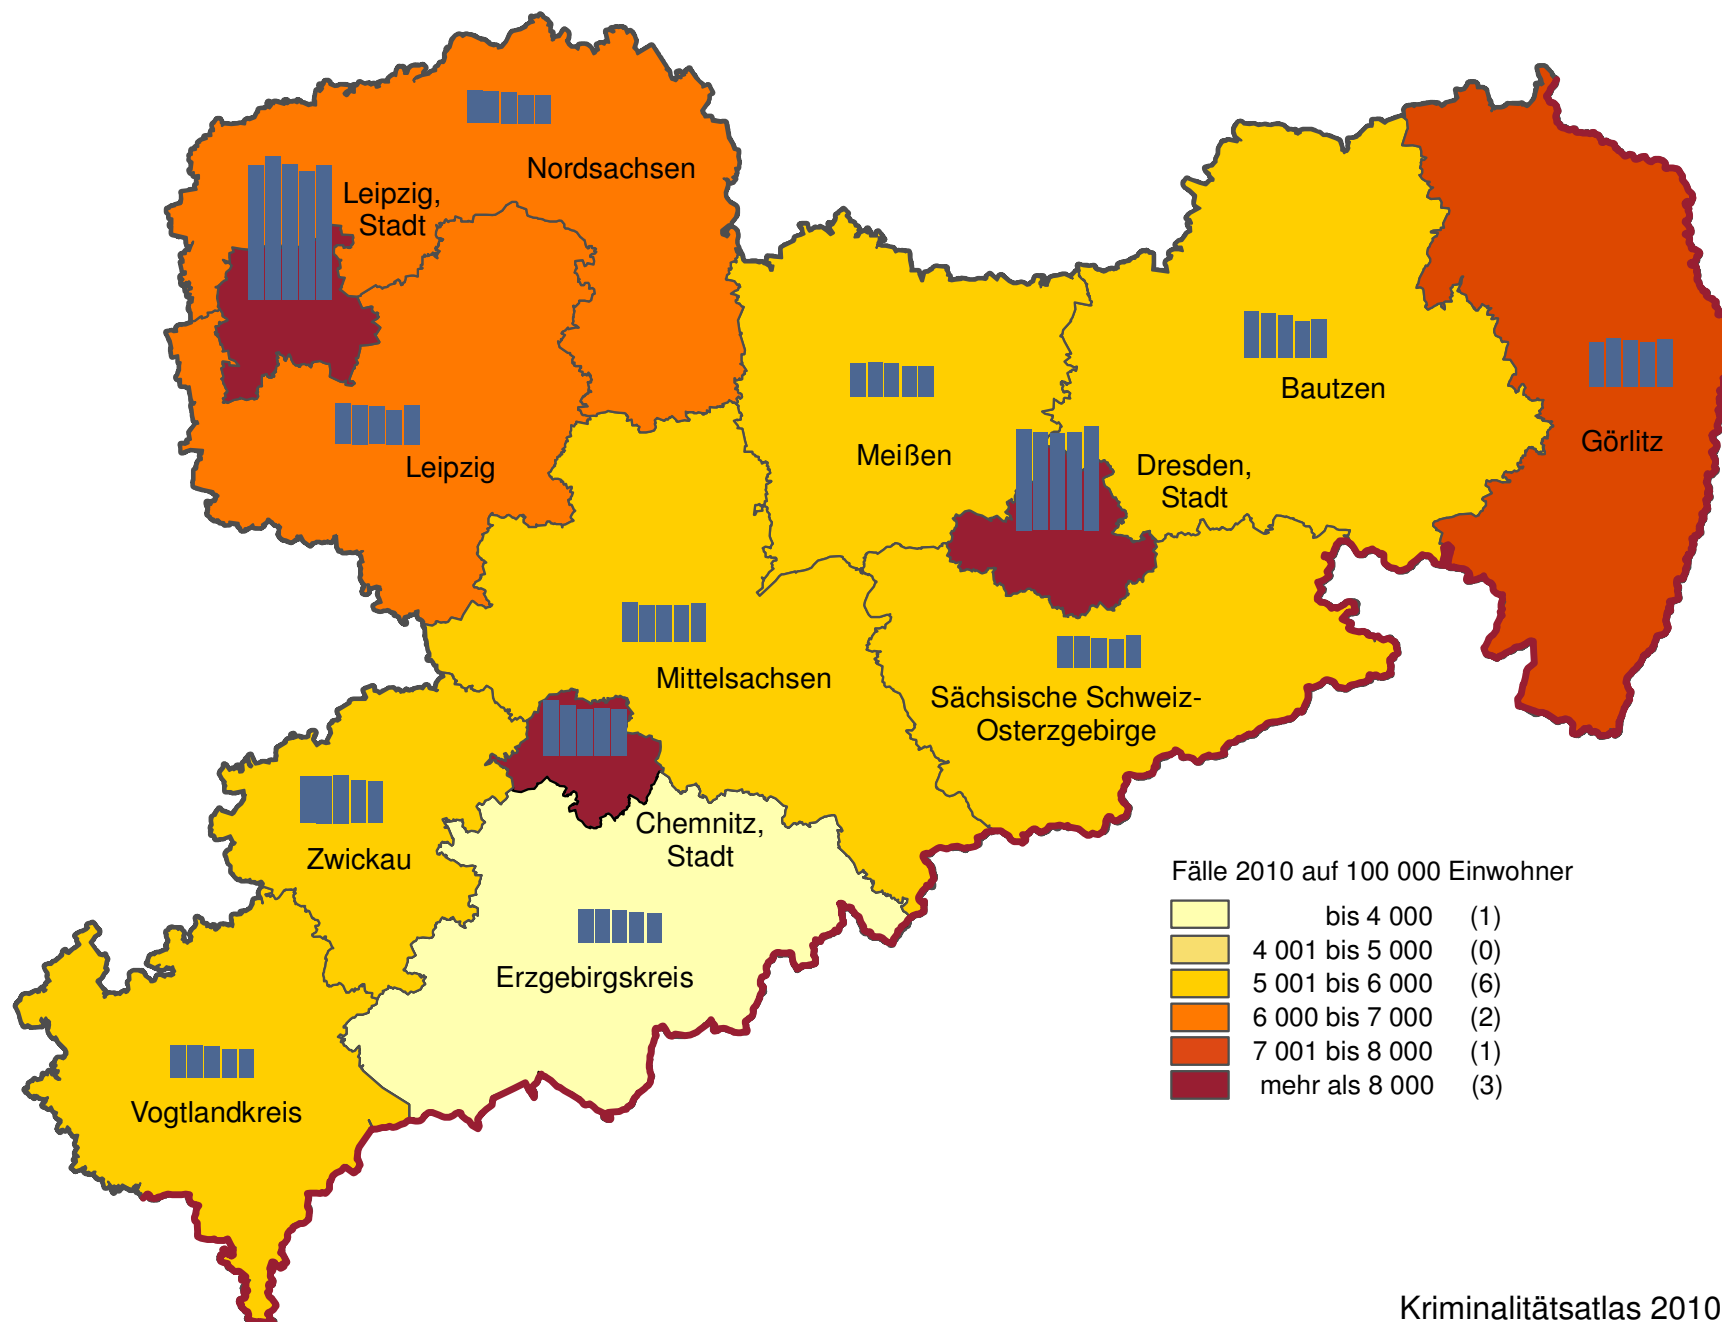 Nordsachsen
Leipzig,
Stadt
Bautzen
Görlitz
Meißen
Dresden,
Stadt
Leipzig
Mittelsachsen
Sächsische Schweiz-
Osterzgebirge
Chemnitz,
Stadt
Zwickau
Erzgebirgskreis
Vogtlandkreis
Fälle 2010 auf 100 000 Einwohner
bis 4 000 (1)
4 001 bis 5 000 (0)
5 001 bis 6 000 (6)
6 000 bis 7 000 (2)
7 001 bis 8 000 (1)
mehr als 8 000 (3)
Kriminalitätsatlas 2010